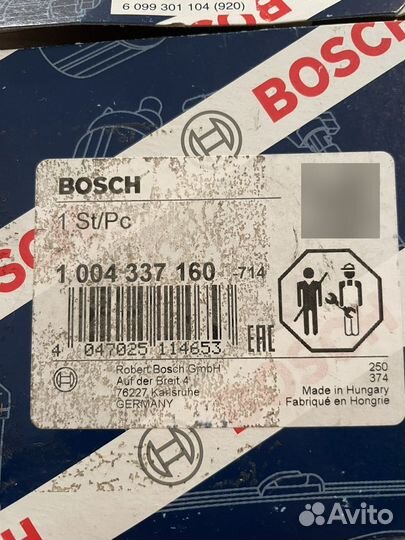 6 099 301 104 (920)
BOSCH
BOSCH
1 St/Pc
1 004 337 160 -714
4 047025 114653
EAC
Robert Bosch GmbH
Auf der Breit 4
76227 Karlsruhe
GERMANY
250
374
Made in Hungary
Fabriqué en Hongrie
BOSCH
Avito